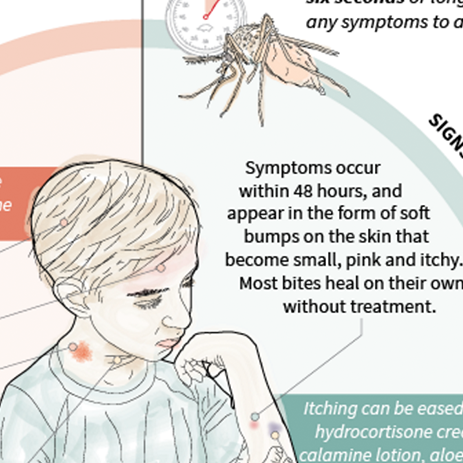 six seconds or long
any symptoms to a
SIGNS
Symptoms occur
within 48 hours, and
appear in the form of soft
bumps on the skin that
become small, pink and itchy.
Most bites heal on their own
without treatment.
Itching can be eased
hydrocortisone crea
calamine lotion, aloe